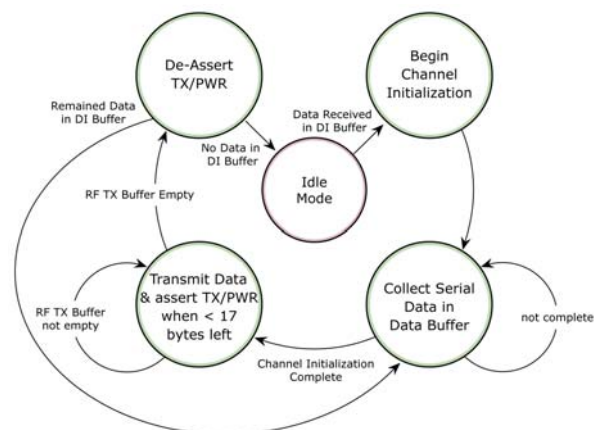 De-Assert
TX/PWR
Begin
Channel
Initialization
Remained Data
in DI Buffer
Data Received
in DI Buffer
No Data in
DI Buffer
Idle
Mode
RF TX Buffer Empty
Transmit Data
& assert TX/PWR
when < 17
bytes left
RF TX Buffer
not empty
Collect Serial
Data in
Data Buffer
not complete
Channel Initialization
Complete